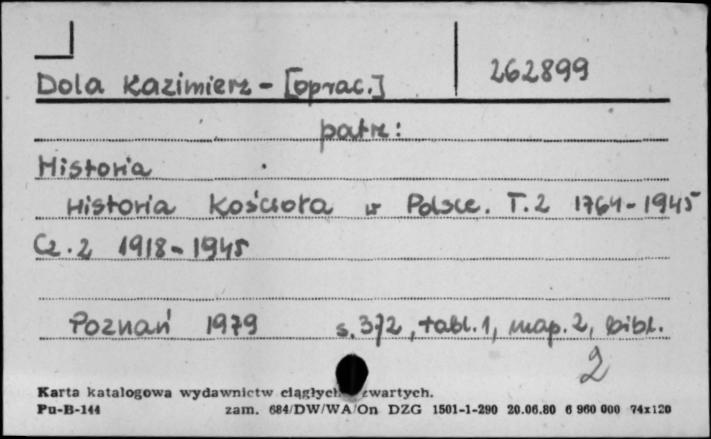 Dola Kazimierz - [oprac.] 262899
patrz:
Historia
Historia Kościoła w Polsce. T.2 1764-1945
Cz.2 1918-1945
Poznań 1979 s. 372, tabl.1, map.2, bibl.
2
Karta katalogowa wydawnictw ciągłych zwartych.
Pu-B-144 zam. 684/DW/WA/On DZG 1501-1-290 20.06.80 6 960 000 74x120